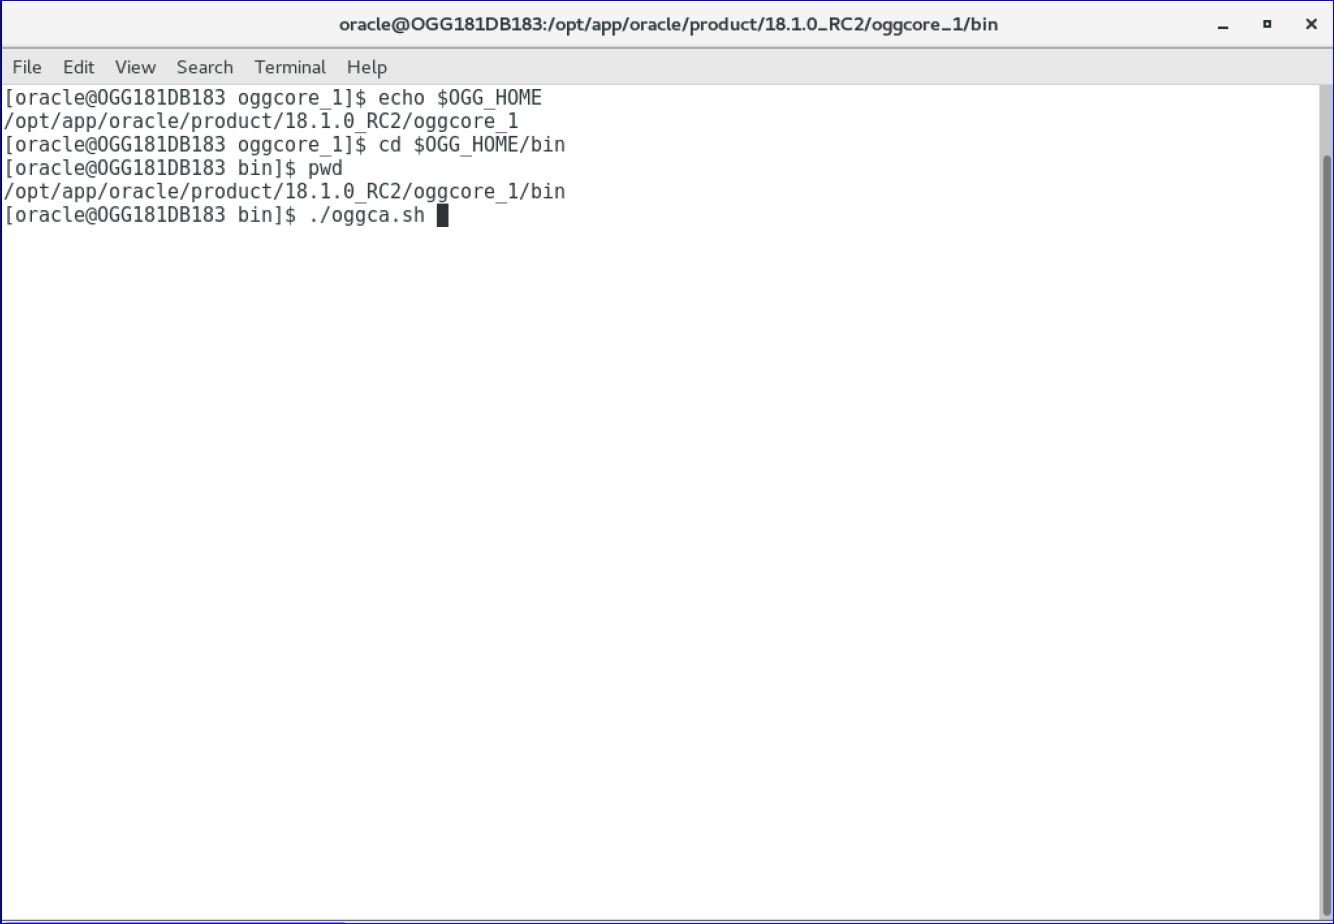 oracle@OGG181DB183:/opt/app/oracle/product/18.1.0_RC2/oggcore_1/bin
File Edit View Search Terminal Help
[oracle@OGG181DB183 oggcore_1]$ echo $OGG_HOME
/opt/app/oracle/product/18.1.0_RC2/oggcore_1
[oracle@OGG181DB183 oggcore_1]$ cd $OGG_HOME/bin
[oracle@OGG181DB183 bin]$ pwd
/opt/app/oracle/product/18.1.0_RC2/oggcore_1/bin
[oracle@OGG181DB183 bin]$ ./oggca.sh